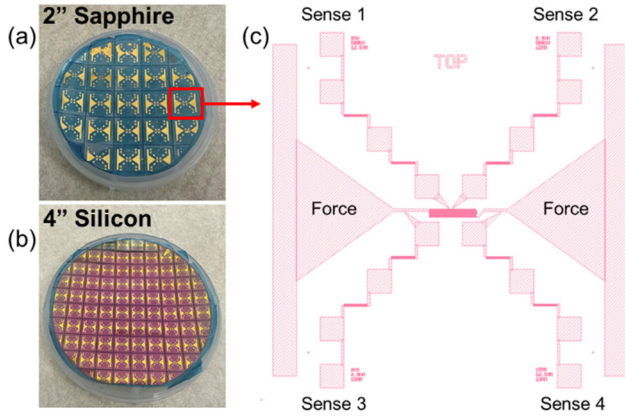 2” Sapphire
(a)
4” Silicon
(b)
(c)
Sense 1
Sense 2
TOP
Force
Force
Sense 3
Sense 4